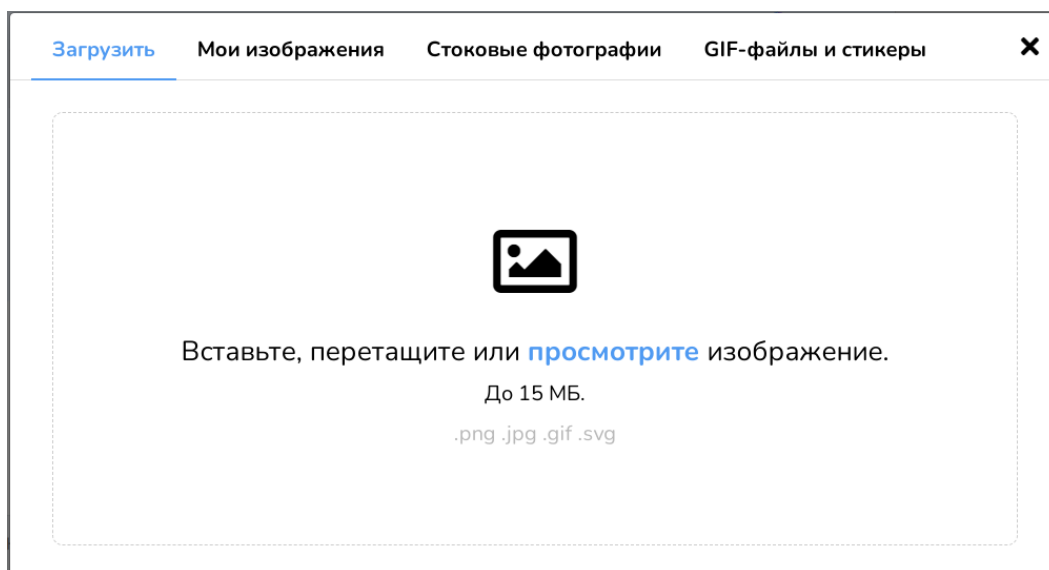 Загрузить Мои изображения Стоковые фотографии GIF-файлы и стикеры
Вставьте, перетащите или просмотрите изображение.
До 15 МБ.
.png .jpg .gif .svg